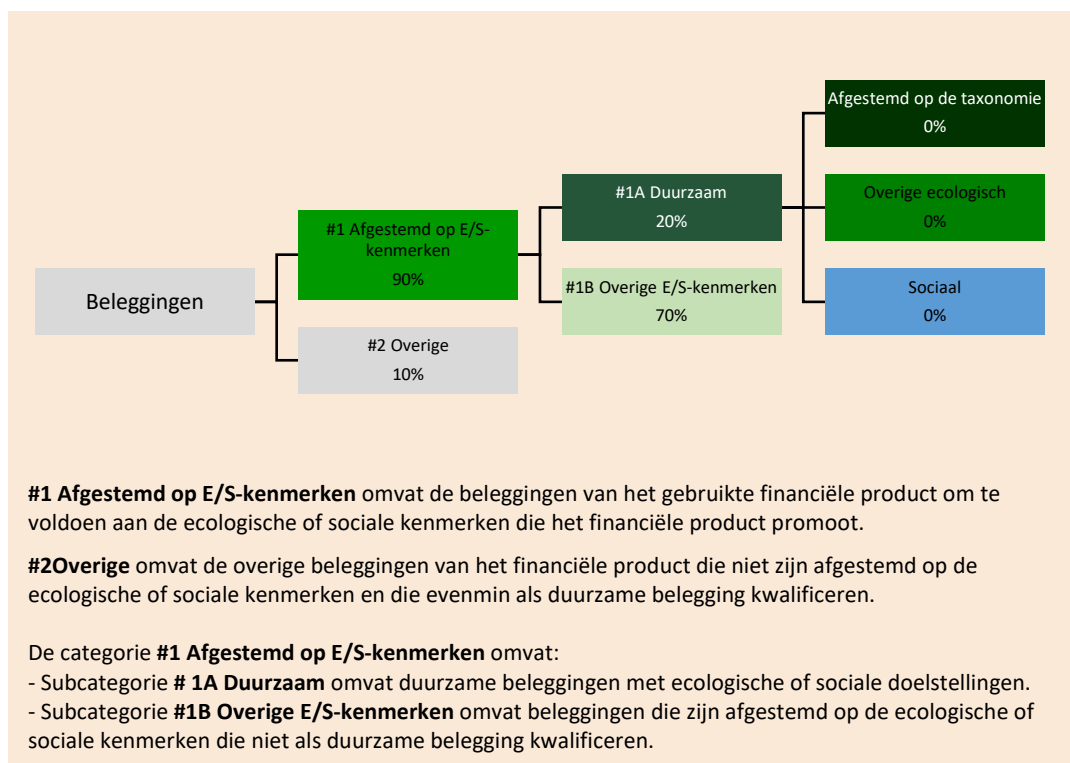 Beleggingen
#1 Afgestemd op E/S-
kenmerken
90%
#2 Overige
10%
#1A Duurzaam
20%
#1B Overige E/S-kenmerken
70%
Afgestemd op de taxonomie
0%
Overige ecologisch
0%
Sociaal
0%
#1 Afgestemd op E/S-kenmerken omvat de beleggingen van het gebruikte financiële product om te
voldoen aan de ecologische of sociale kenmerken die het financiële product promoot.
#2Overige omvat de overige beleggingen van het financiële product die niet zijn afgestemd op de
ecologische of sociale kenmerken en die evenmin als duurzame belegging kwalificeren.
De categorie #1 Afgestemd op E/S-kenmerken omvat:
- Subcategorie # 1A Duurzaam omvat duurzame beleggingen met ecologische of sociale doelstellingen.
- Subcategorie #1B Overige E/S-kenmerken omvat beleggingen die zijn afgestemd op de ecologische of
sociale kenmerken die niet als duurzame belegging kwalificeren.